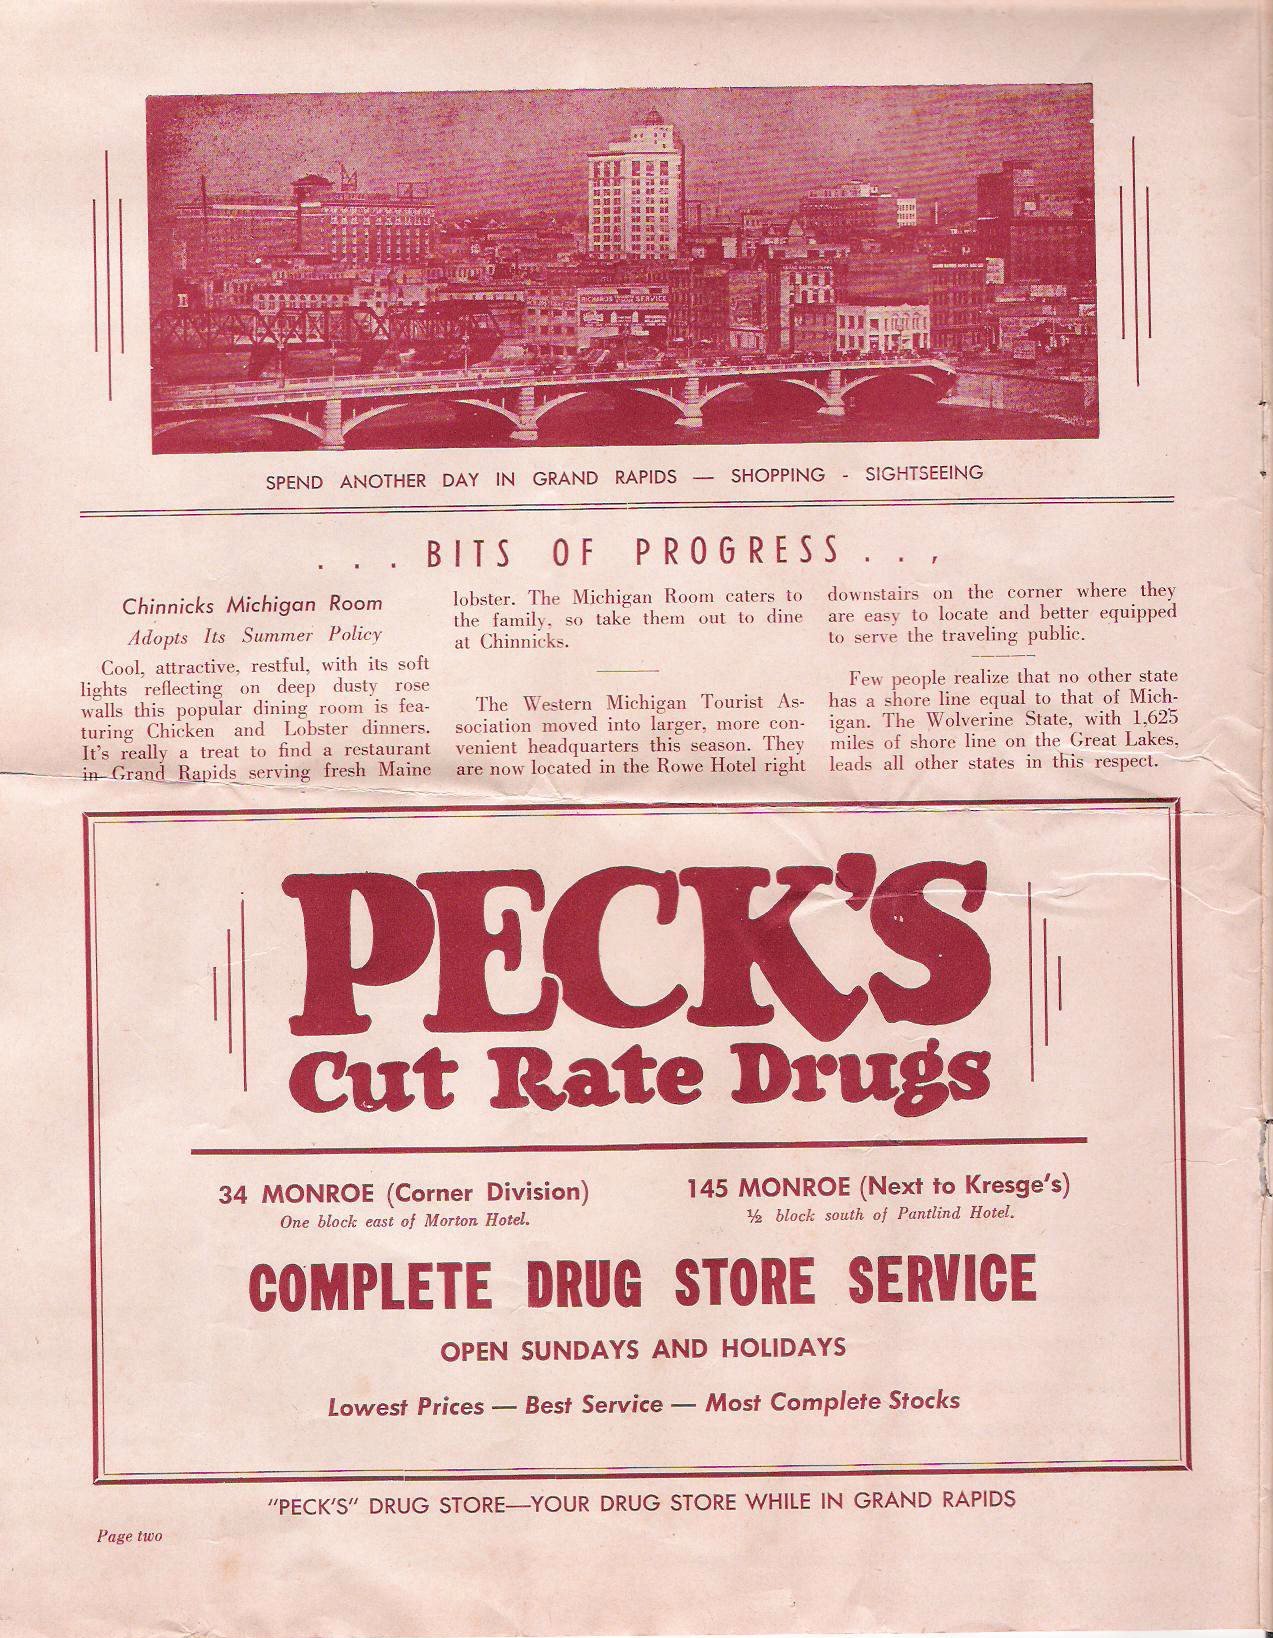 RICHARDS SERVICE
SPEND ANOTHER DAY IN GRAND RAPIDS — SHOPPING - SIGHTSEEING
. . . BITS OF PROGRESS . . ,
Chinnicks Michigan Room
Adopts Its Summer Policy
Cool, attractive, restful, with its soft
lights reflecting on deep dusty rose
walls this popular dining room is fea-
turing Chicken and Lobster dinners.
It's really a treat to find a restaurant
in Grand Rapids serving fresh Maine
lobster. The Michigan Room caters to
the family, so take them out to dine
at Chinnicks.
The Western Michigan Tourist As-
sociation moved into larger, more con-
venient headquarters this season. They
are now located in the Rowe Hotel right
downstairs on the corner where they
are easy to locate and better equipped
to serve the traveling public.
Few people realize that no other state
has a shore line equal to that of Mich-
igan. The Wolverine State, with 1,625
miles of shore line on the Great Lakes,
leads all other states in this respect.
PECK'S
Cut Rate Drugs
34 MONROE (Corner Division)
One block east of Morton Hotel.
145 MONROE (Next to Kresge's)
½ block south of Pantlind Hotel.
COMPLETE DRUG STORE SERVICE
OPEN SUNDAYS AND HOLIDAYS
Lowest Prices — Best Service — Most Complete Stocks
"PECK'S" DRUG STORE—YOUR DRUG STORE WHILE IN GRAND RAPIDS
Page two